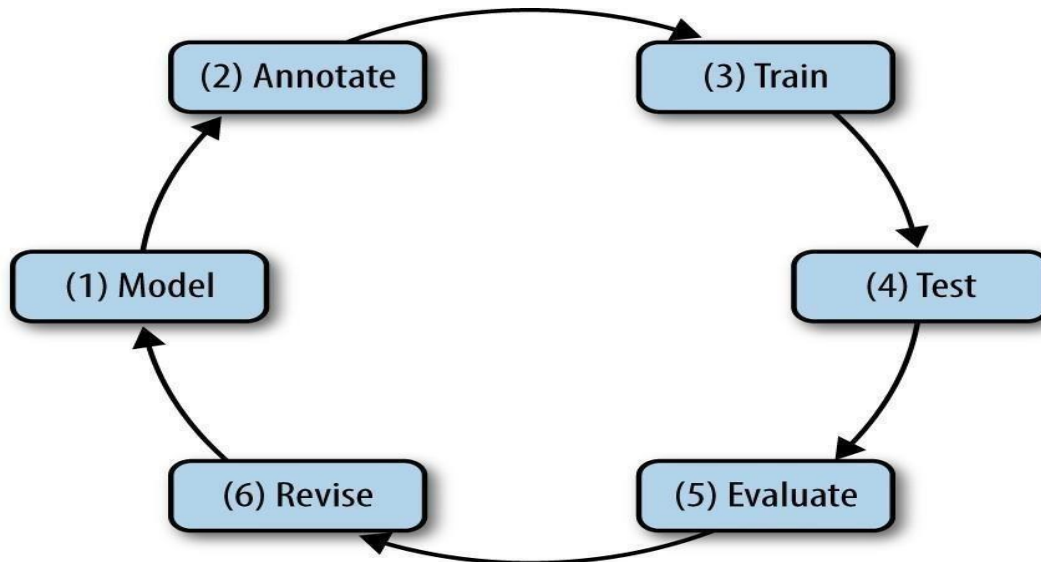 (1) Model
(2) Annotate
(3) Train
(4) Test
(5) Evaluate
(6) Revise